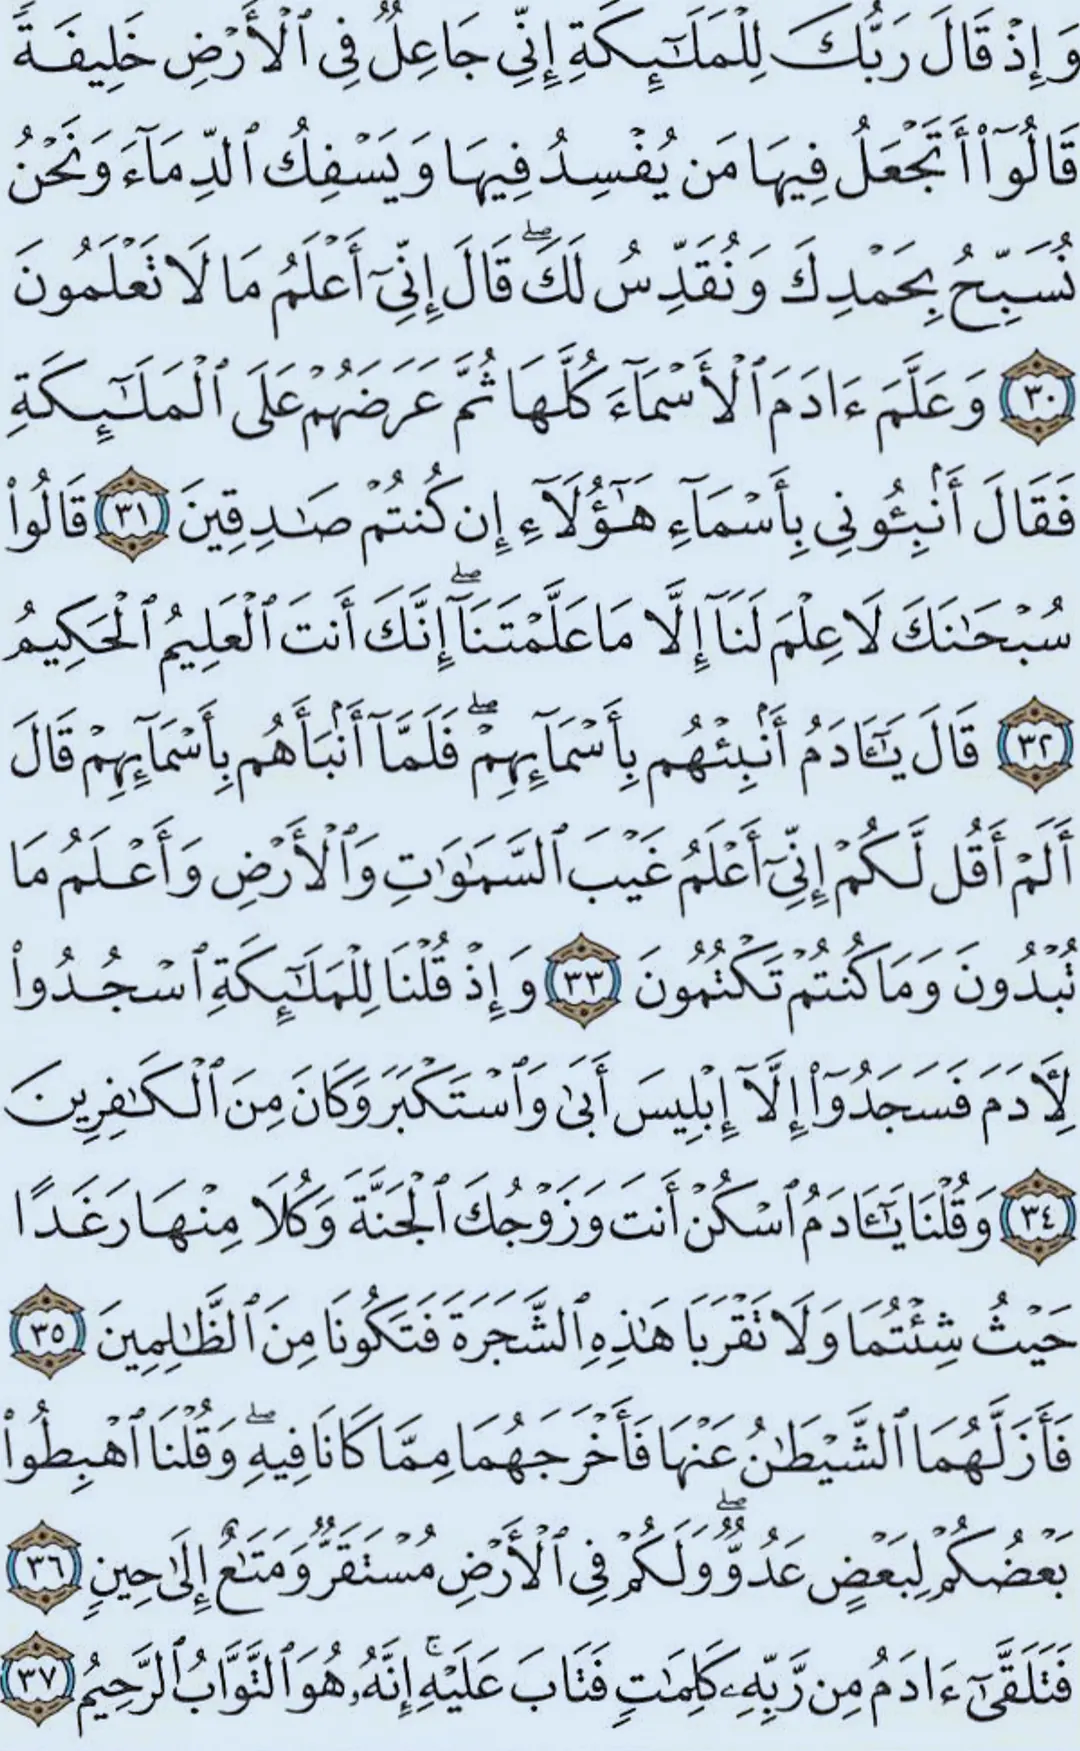 وَإِذْ قَالَ رَبُّكَ لِلْمَلَٰٓئِكَةِ إِنِّى جَاعِلٌ فِى ٱلْأَرْضِ خَلِيفَةً
قَالُوٓا۟ أَتَجْعَلُ فِيهَا مَن يُفْسِدُ فِيهَا وَيَسْفِكُ ٱلدِّمَآءَ وَنَحْنُ
نُسَبِّحُ بِحَمْدِكَ وَنُقَدِّسُ لَكَ ۖ قَالَ إِنِّىٓ أَعْلَمُ مَا لَا تَعْلَمُونَ
٣٠ وَعَلَّمَ ءَادَمَ ٱلْأَسْمَآءَ كُلَّهَا ثُمَّ عَرَضَهُمْ عَلَى ٱلْمَلَٰٓئِكَةِ
فَقَالَ أَنۢبِـُٔونِى بِأَسْمَآءِ هَٰٓؤُلَآءِ إِن كُنتُمْ صَٰدِقِينَ ٣١ قَالُوا۟
سُبْحَٰنَكَ لَا عِلْمَ لَنَآ إِلَّا مَا عَلَّمْتَنَآ ۖ إِنَّكَ أَنتَ ٱلْعَلِيمُ ٱلْحَكِيمُ
٣٢ قَالَ يَٰٓـَٔادَمُ أَنۢبِئْهُم بِأَسْمَآئِهِمْ ۖ فَلَمَّآ أَنۢبَأَهُم بِأَسْمَآئِهِمْ قَالَ
أَلَمْ أَقُل لَّكُمْ إِنِّىٓ أَعْلَمُ غَيْبَ ٱلسَّمَٰوَٰتِ وَٱلْأَرْضِ وَأَعْلَمُ مَا
تُبْدُونَ وَمَا كُنتُمْ تَكْتُمُونَ ٣٣ وَإِذْ قُلْنَا لِلْمَلَٰٓئِكَةِ ٱسْجُدُوا۟
لِـَٔادَمَ فَسَجَدُوٓا۟ إِلَّآ إِبْلِيسَ أَبَىٰ وَٱسْتَكْبَرَ وَكَانَ مِنَ ٱلْكَٰفِرِينَ
٣٤ وَقُلْنَا يَٰٓـَٔادَمُ ٱسْكُنْ أَنتَ وَزَوْجُكَ ٱلْجَنَّةَ وَكُلَا مِنْهَا رَغَدًا
حَيْثُ شِئْتُمَا وَلَا تَقْرَبَا هَٰذِهِ ٱلشَّجَرَةَ فَتَكُونَا مِنَ ٱلظَّٰلِمِينَ ٣٥
فَأَزَلَّهُمَا ٱلشَّيْطَٰنُ عَنْهَا فَأَخْرَجَهُمَا مِمَّا كَانَا فِيهِ ۖ وَقُلْنَا ٱهْبِطُوا۟
بَعْضُكُمْ لِبَعْضٍ عَدُوٌّ ۖ وَلَكُمْ فِى ٱلْأَرْضِ مُسْتَقَرٌّ وَمَتَٰعٌ إِلَىٰ حِينٍ ٣٦
فَتَلَقَّىٰٓ ءَادَمُ مِن رَّبِّهِۦ كَلِمَٰتٍ فَتَابَ عَلَيْهِ ۚ إِنَّهُۥ هُوَ ٱلتَّوَّابُ ٱلرَّحِيمُ ٣٧